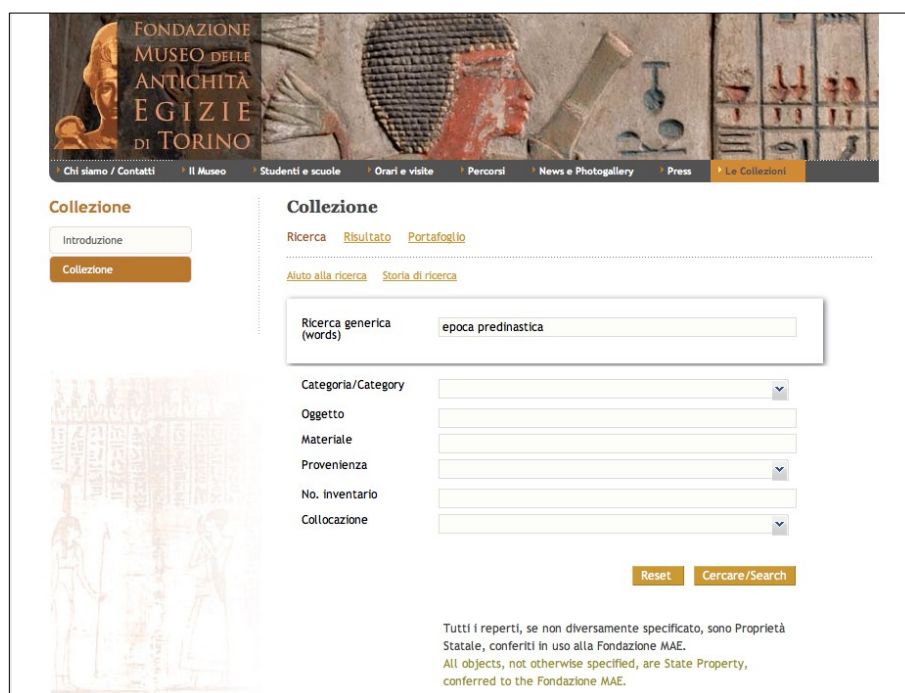 FONDAZIONE
MUSEO DELLE
ANTICHITÀ
EGIZIE
DI TORINO
Chi siamo / Contatti Il Museo Studenti e scuole Orari e visite Percorsi News e Photogallery Press Le Collezioni
Collezione
Introduzione
Collezione
Collezione
Ricerca Risultato Portafoglio
Aiuto alla ricerca Storia di ricerca
Ricerca generica
(words)
epoca predinastica
Categoria/Category
Oggetto
Materiale
Provenienza
No. inventario
Collocazione
Reset Cercare/Search
Tutti i reperti, se non diversamente specificato, sono Proprietà
Statale, conferiti in uso alla Fondazione MAE.
All objects, not otherwise specified, are State Property,
conferred to the Fondazione MAE.